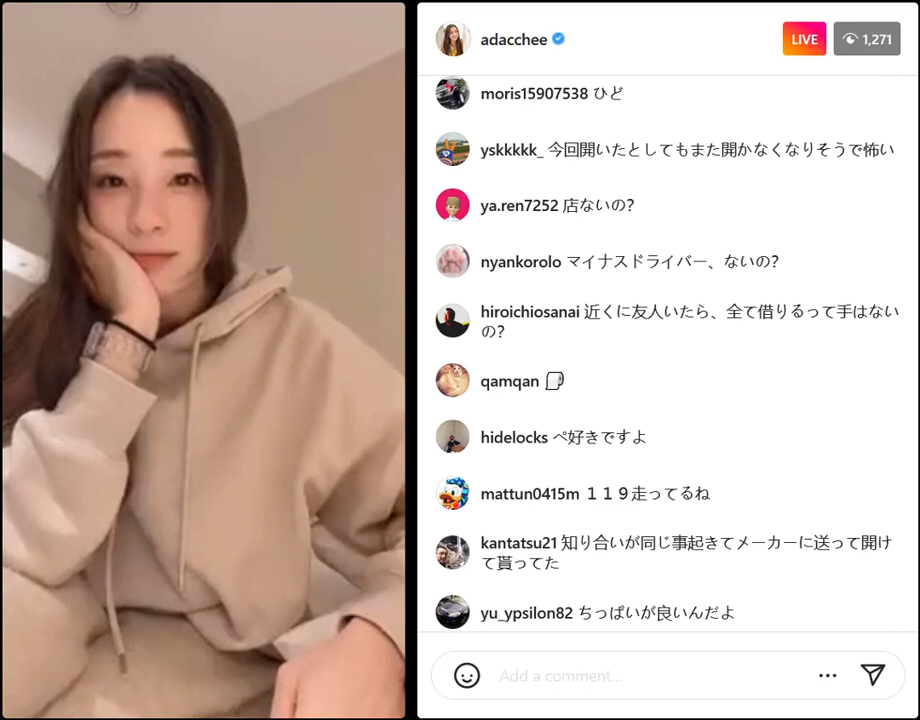 adacchee
LIVE
1,271
moris15907538 ひど
yskkkkk_ 今回開いたとしてもまた開かなくなりそうで怖い
ya.ren7252 店ないの?
nyankorolo マイナスドライバー、ないの?
hiroichiosanai 近くに友人いたら、全て借りるって手はない
の?
qamqan
hidelocks ペ好きですよ
mattun0415m １１９走ってるね
kantatsu21 知り合いが同じ事起きてメーカーに送って開け
て貰ってた
yu_ypsilon82 ちっぱいが良いんだよ
Add a comment...